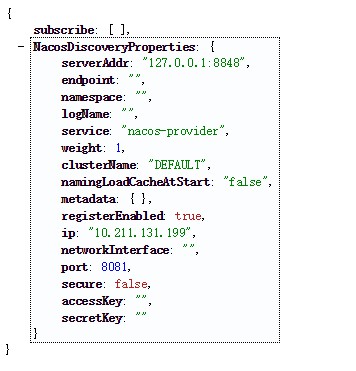 {
subscribe: [ ],
- NacosDiscoveryProperties: {
serverAddr: "127.0.0.1:8848",
endpoint: "",
namespace: "",
logName: "",
service: "nacos-provider",
weight: 1,
clusterName: "DEFAULT",
namingLoadCacheAtStart: "false",
metadata: { },
registerEnabled: true,
ip: "10.211.131.199",
networkInterface: "",
port: 8081,
secure: false,
accessKey: "",
secretKey: ""
}
}